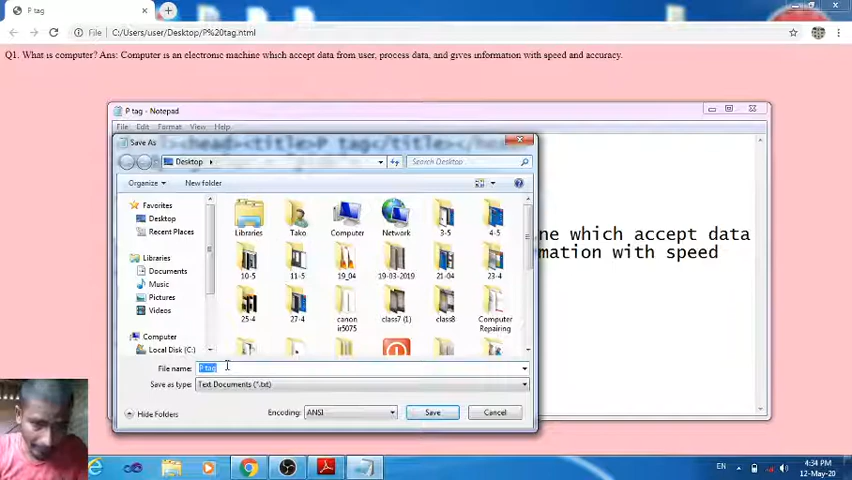 P tag
File
C:/Users/user/Desktop/P%20tag.html
Q1. What is computer? Ans: Computer is an electronic machine which accept data from user, process data, and gives information with speed and accuracy.
P tag - Notepad
File Edit Format View Help
<head><title>P tag</title></
Save As
Desktop
Search Desktop
Organize
New folder
Favorites
Desktop
Recent Places
Libraries
Documents
Music
Pictures
Videos
Computer
Local Disk (C:)
Libraries Tako Computer Network 3-5 4-5
10-5 11-5 19_04 19-03-2019 21-04 23-4
25-4 27-4 canon ir5075 class7 (1) class8 Computer Repairing
ne which accept data
mation with speed
File name: P tag
Save as type: Text Documents (*.txt)
Hide Folders
Encoding: ANSI
Save
Cancel
EN
4:34 PM
12-May-20